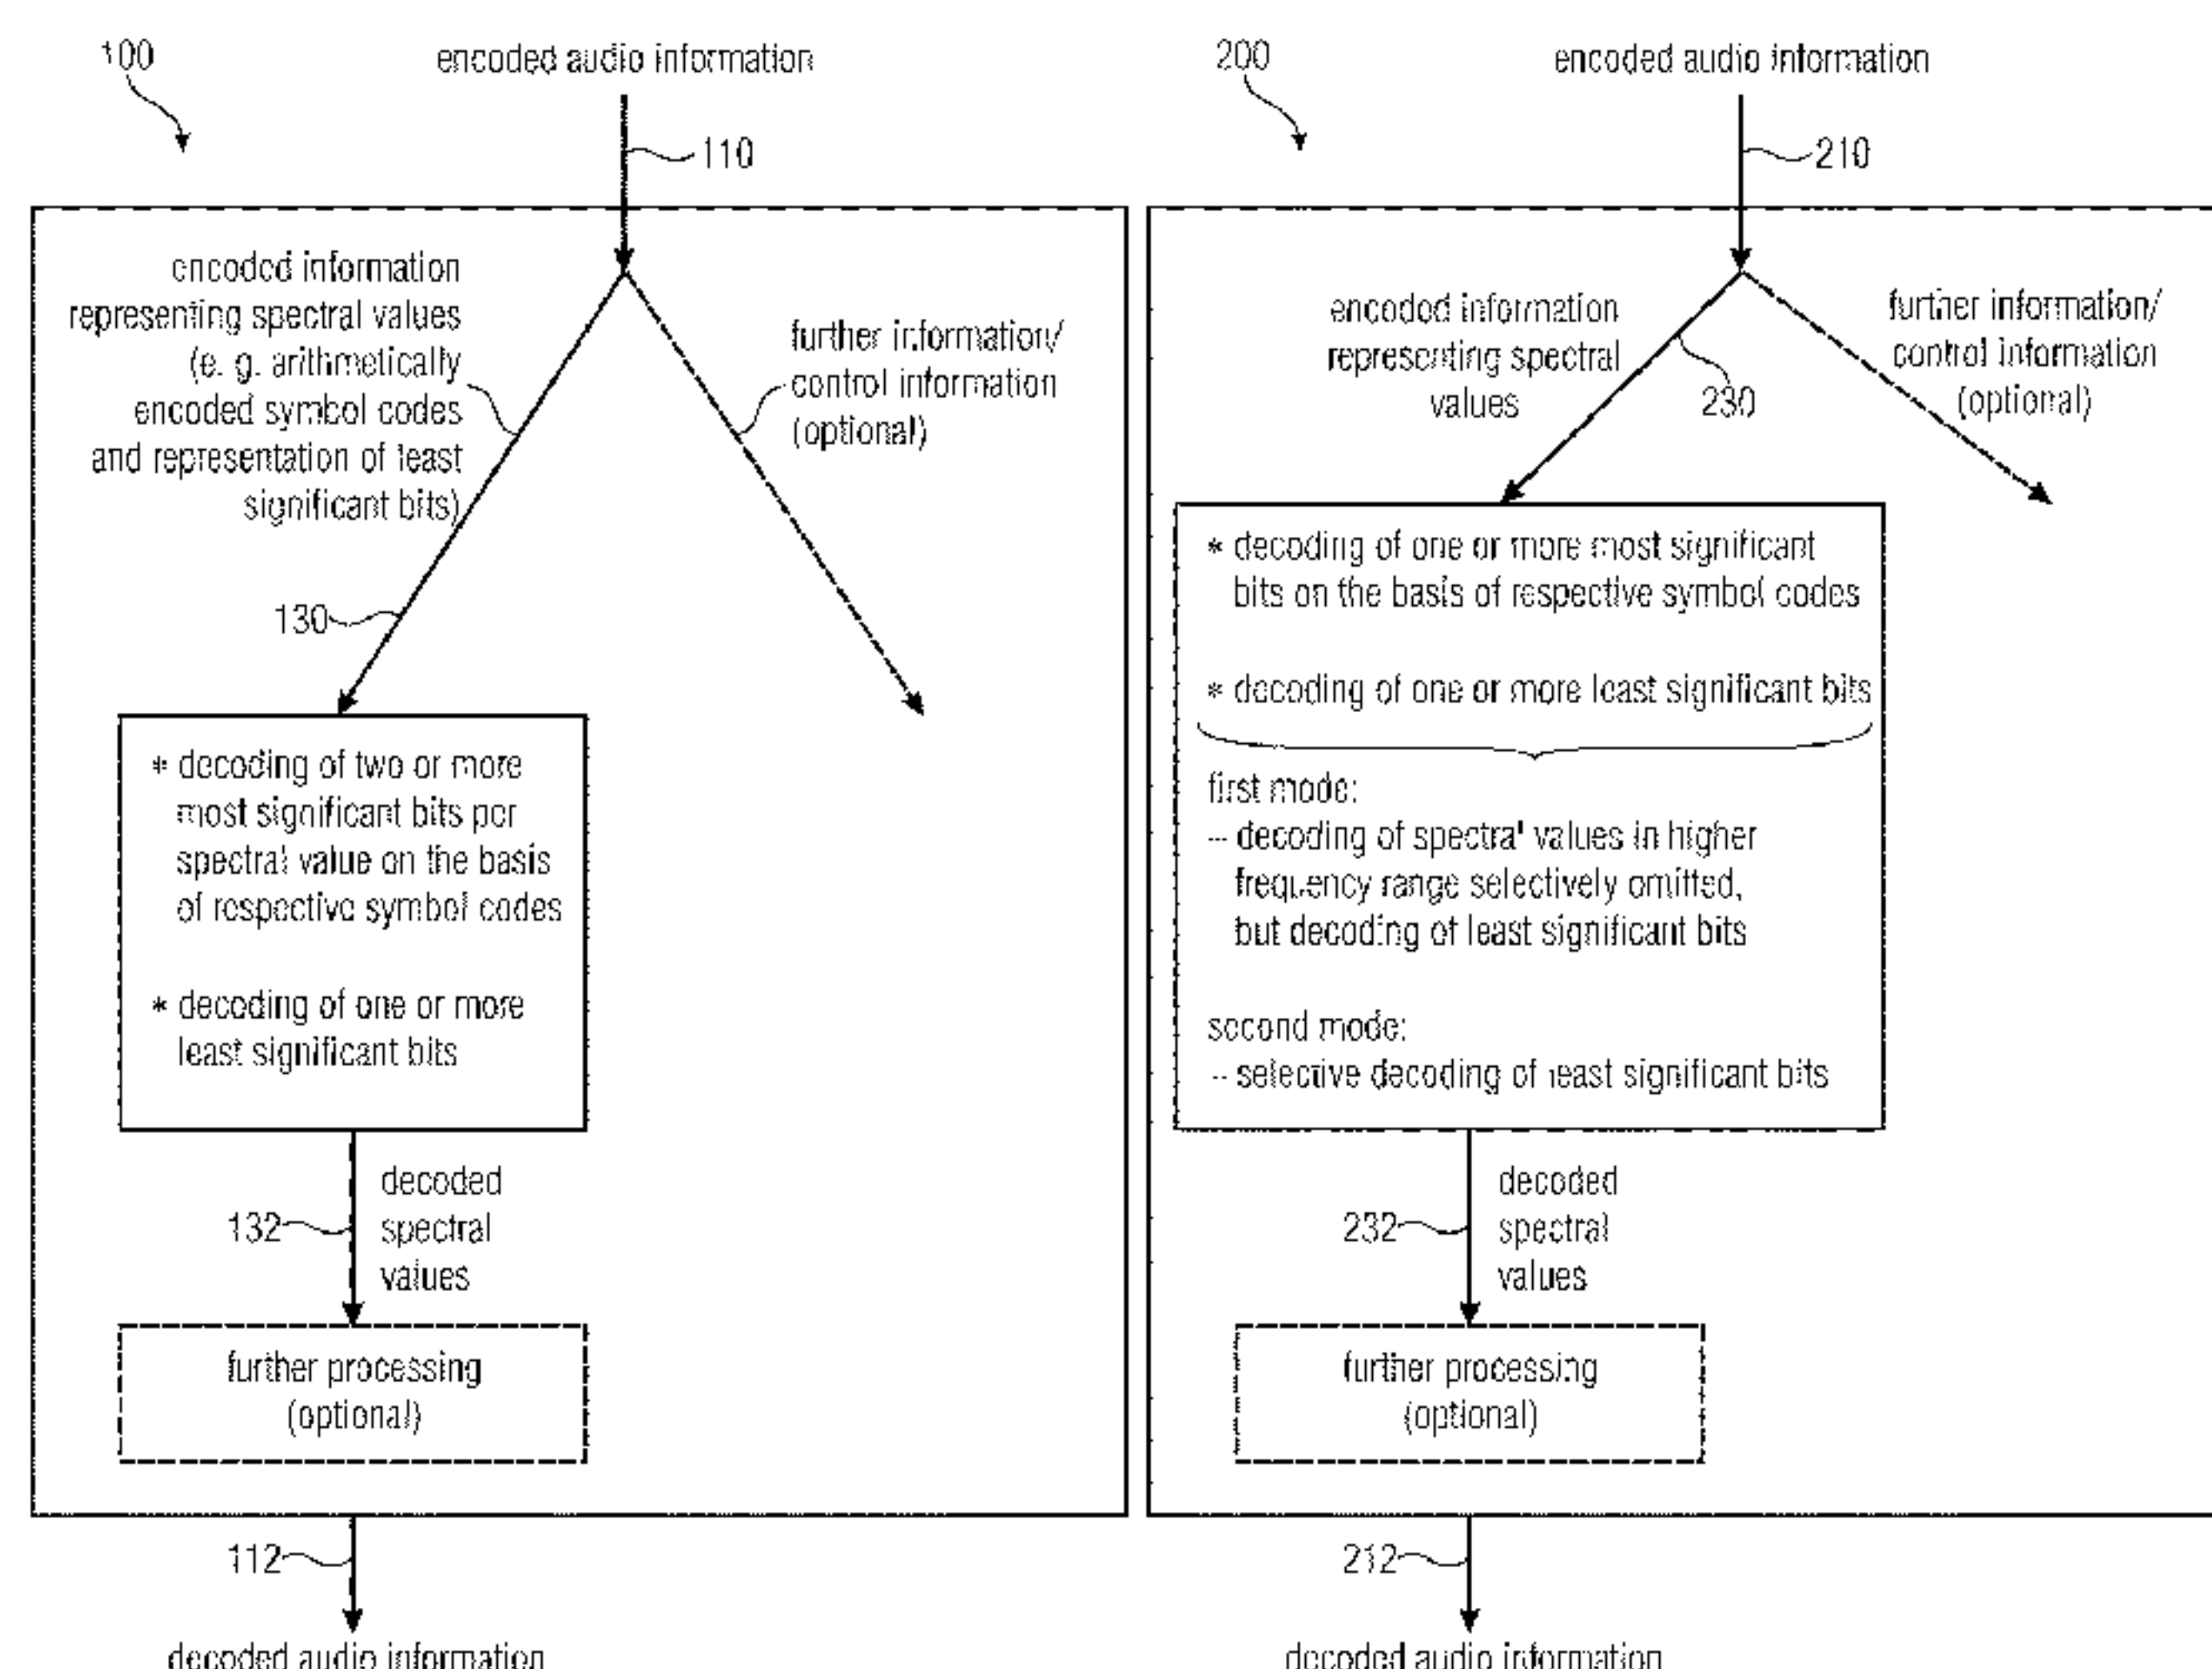 100
encoded audio information
110
encoded information
representing spectral values
(e. g. arithmetically
encoded symbol codes
and representation of least
significant bits)
further information/
control information
(optional)
130
* decoding of two or more
most significant bits per
spectral value on the basis
of respective symbol codes
* decoding of one or more
least significant bits
132
decoded
spectral
values
further processing
(optional)
112
decoded audio information
200
encoded audio information
210
encoded information
representing spectral
values
230
further information/
control information
(optional)
* decoding of one or more most significant
bits on the basis of respective symbol codes
* decoding of one or more least significant bits
first mode:
- decoding of spectral values in higher
frequency range selectively omitted,
but decoding of least significant bits
second mode:
- selective decoding of least significant bits
232
decoded
spectral
values
further processing
(optional)
212
decoded audio information